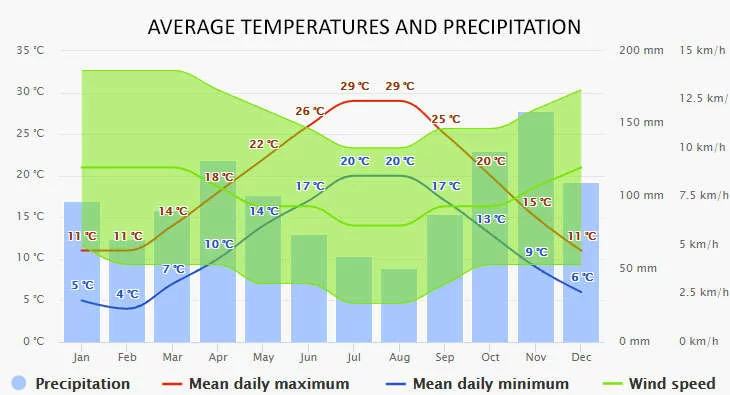 AVERAGE TEMPERATURES AND PRECIPITATION
35 °C 200 mm 15 km/h
30 °C 12.5 km/h
29 °C 29 °C
26 °C 25 °C
25 °C 150 mm
22 °C
20 °C 20 °C 20 °C 10 km/h
20 °C
18 °C 17 °C 17 °C
15 °C 14 °C 14 °C 13 °C 15 °C 100 mm 7.5 km/h
11 °C 11 °C 10 °C 9 °C 11 °C
10 °C 5 km/h
7 °C 6 °C 50 mm
5 °C 5 °C 4 °C 2.5 km/h
0 °C 0 mm 0 km/h
Jan Feb Mar Apr May Jun Jul Aug Sep Oct Nov Dec
Precipitation Mean daily maximum Mean daily minimum Wind speed